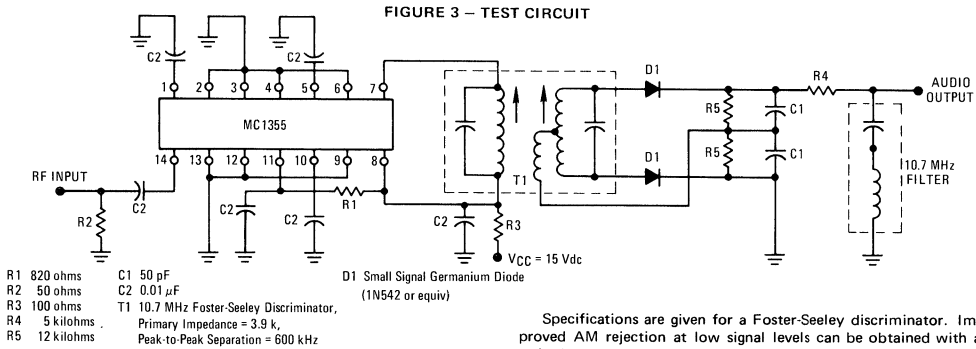 FIGURE 3 – TEST CIRCUIT
C2
C2
1 2 3 4 5 6 7
MC1355
14 13 12 11 10 9 8
RF INPUT
C2
R2
C2
C2
R1
C2
R3
VCC = 15 Vdc
T1
D1
D1
R5
R5
C1
C1
R4
AUDIO
OUTPUT
10.7 MHz
FILTER
R1 820 ohms
R2 50 ohms
R3 100 ohms
R4 5 kilohms
R5 12 kilohms
C1 50 pF
C2 0.01 μF
T1 10.7 MHz Foster-Seeley Discriminator,
Primary Impedance = 3.9 k,
Peak-to-Peak Separation = 600 kHz
D1 Small Signal Germanium Diode
(1N542 or equiv)
Specifications are given for a Foster-Seeley discriminator. Im
proved AM rejection at low signal levels can be obtained with a